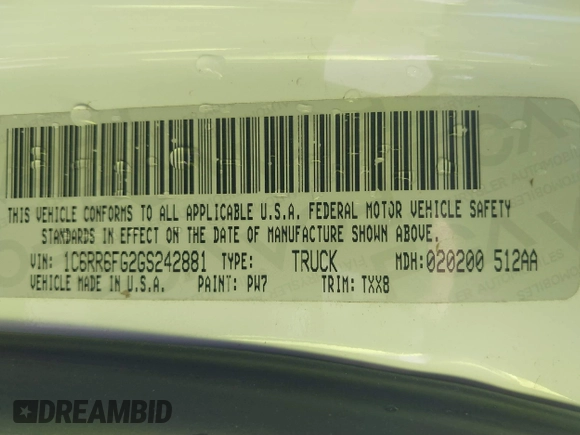 THIS VEHICLE CONFORMS TO ALL APPLICABLE U.S.A. FEDERAL MOTOR VEHICLE SAFETY
STANDARDS IN EFFECT ON THE DATE OF MANUFACTURE SHOWN ABOVE.
VIN: 1C6RR6FG2GS242881 TYPE: TRUCK MDH: 020200 512AA
VEHICLE MADE IN U.S.A. PAINT: PW7 TRIM: TXX8
DREAMBID